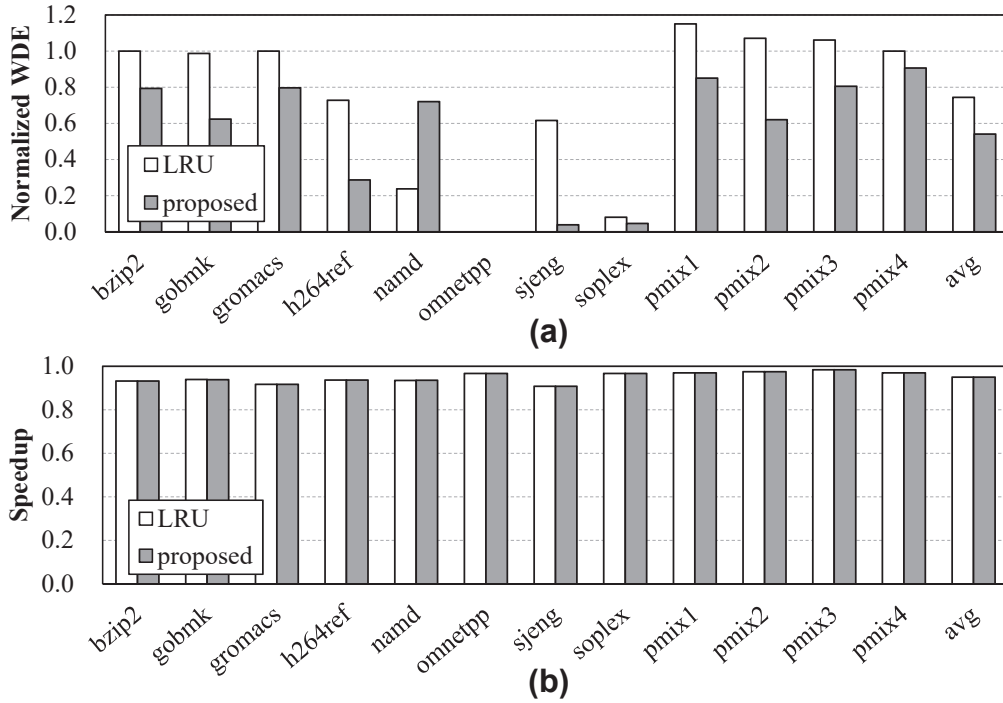 Normalized WDE
1.2
1.0
0.8
0.6
0.4
0.2
0.0
LRU
proposed
bzip2
gobmk
gromacs
h264ref
namd
omnetpp
sjeng
soplex
pmix1
pmix2
pmix3
pmix4
avg
(a)
Speedup
1.0
0.8
0.6
0.4
0.2
0.0
LRU
proposed
bzip2
gobmk
gromacs
h264ref
namd
omnetpp
sjeng
soplex
pmix1
pmix2
pmix3
pmix4
avg
(b)